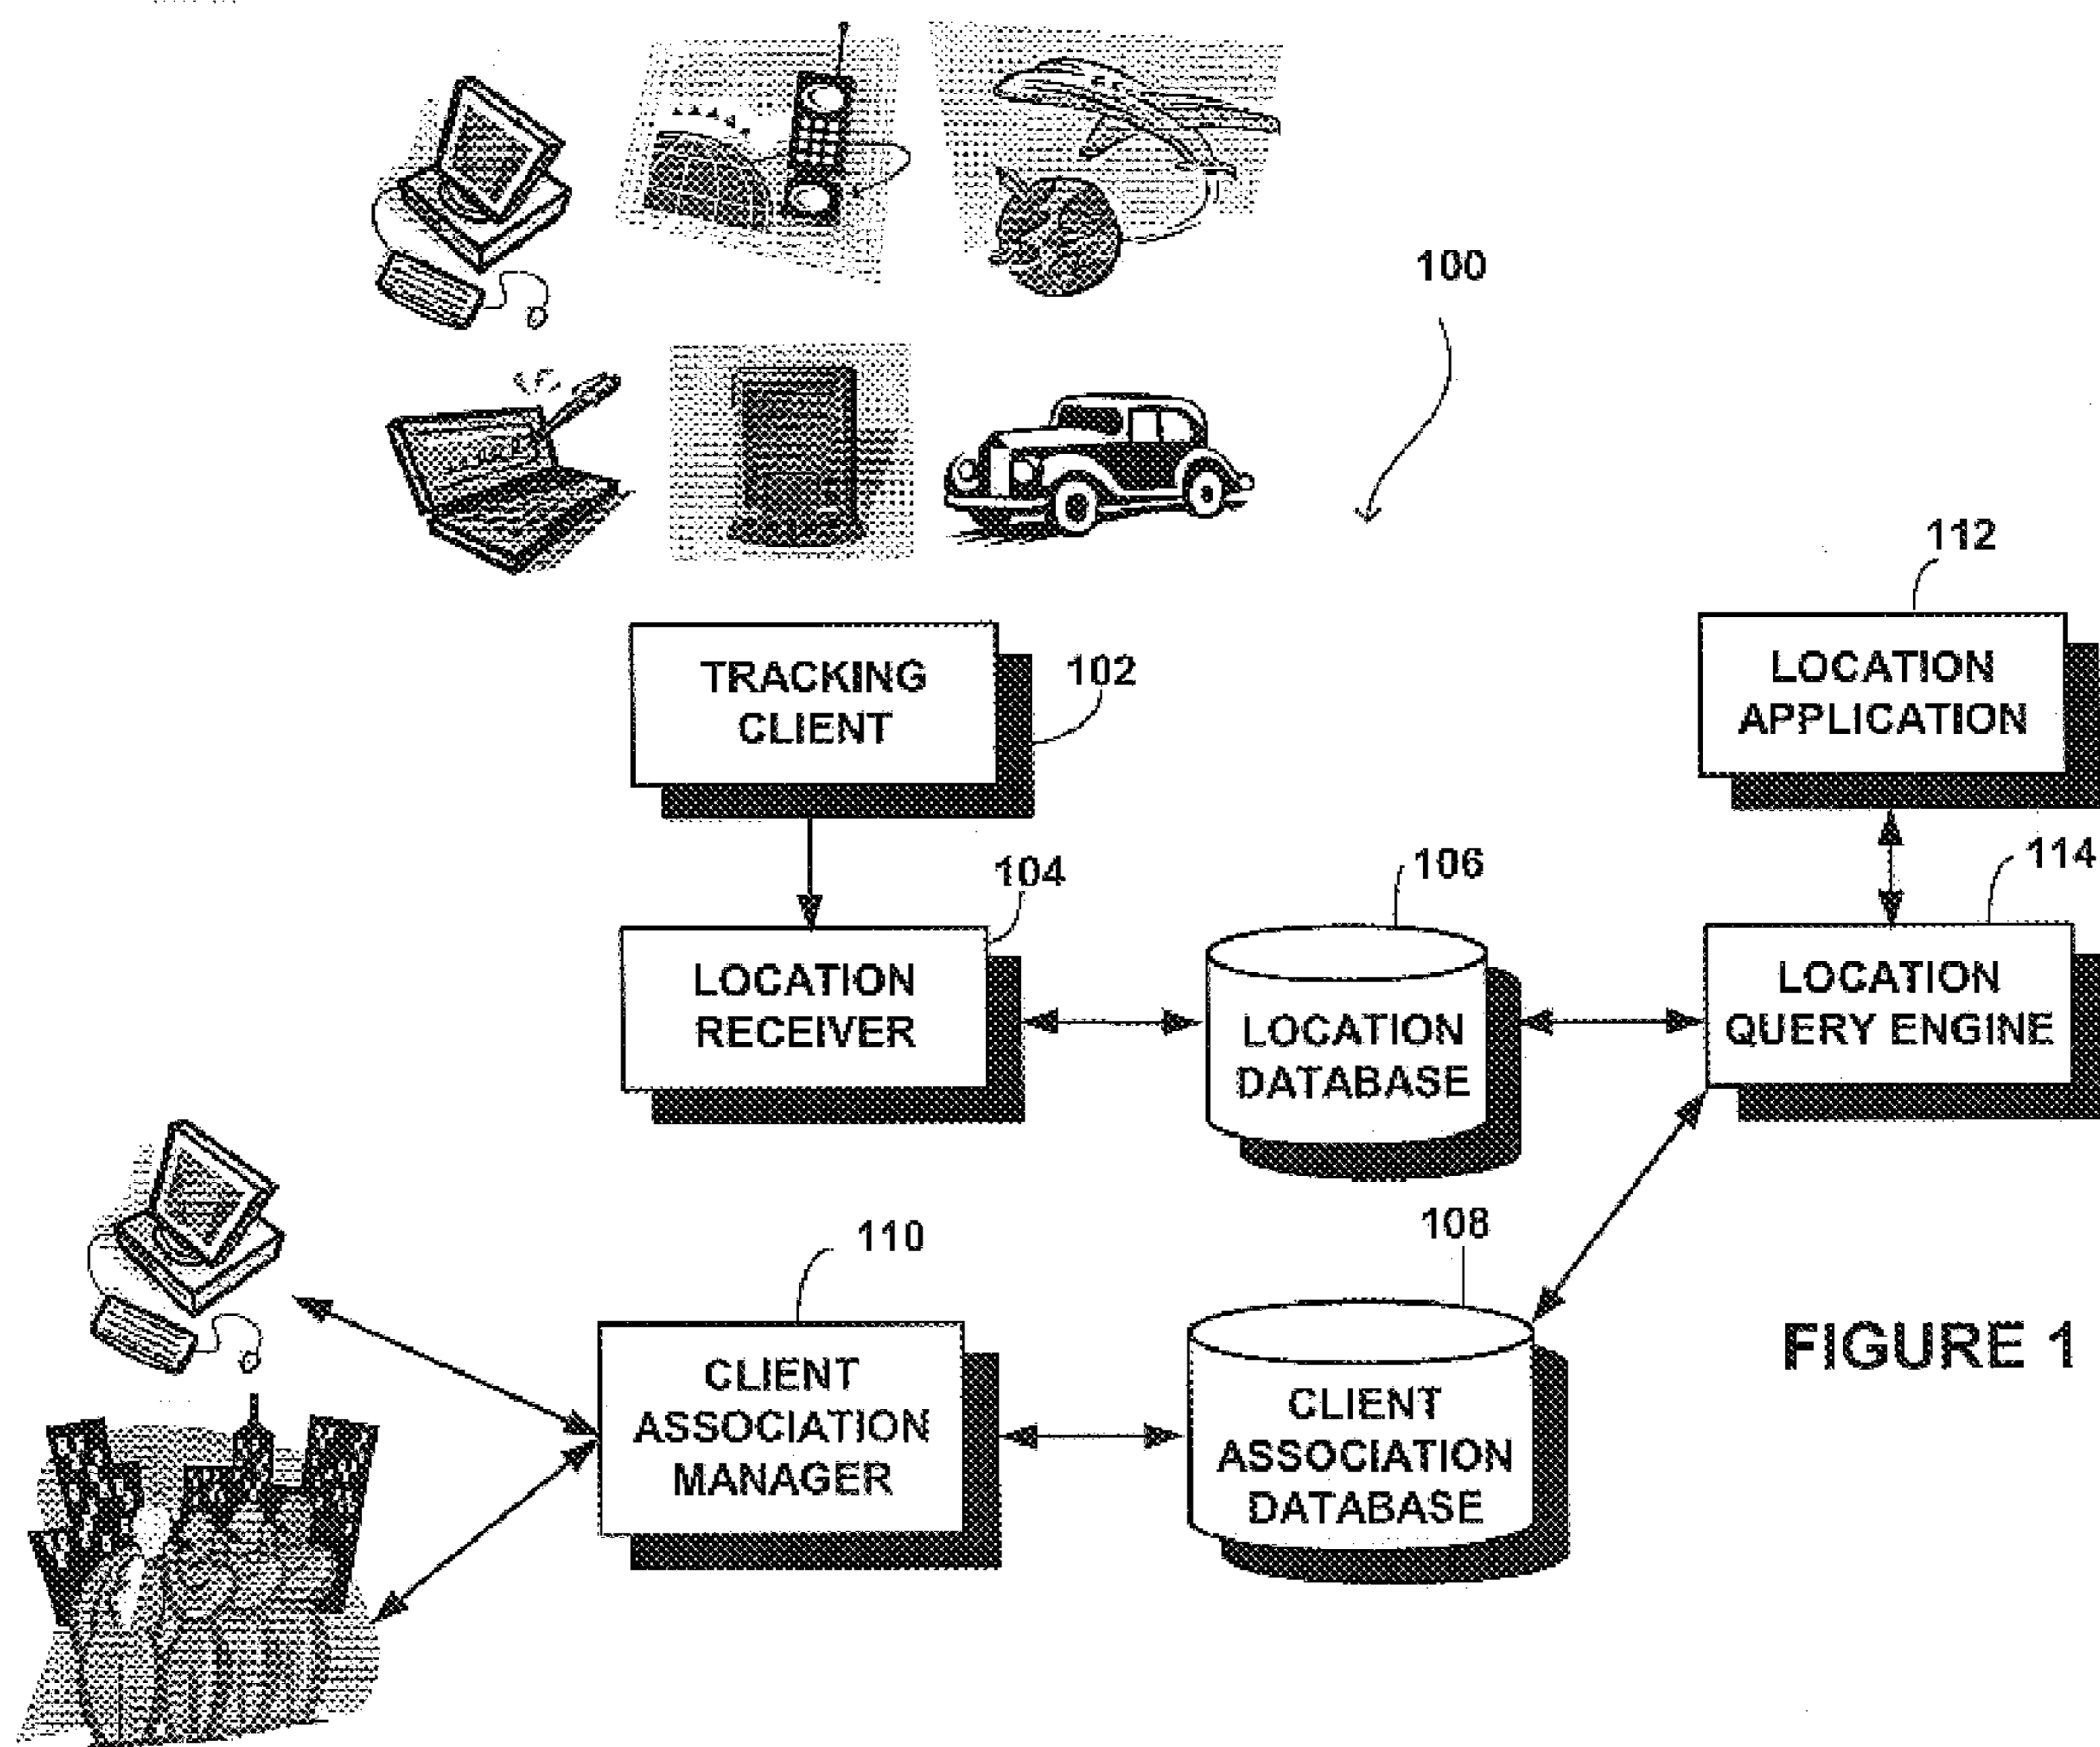 100
112
TRACKING
CLIENT
102
LOCATION
APPLICATION
104
106
114
LOCATION
RECEIVER
LOCATION
DATABASE
LOCATION
QUERY ENGINE
110
108
CLIENT
ASSOCIATION
MANAGER
CLIENT
ASSOCIATION
DATABASE
FIGURE 1